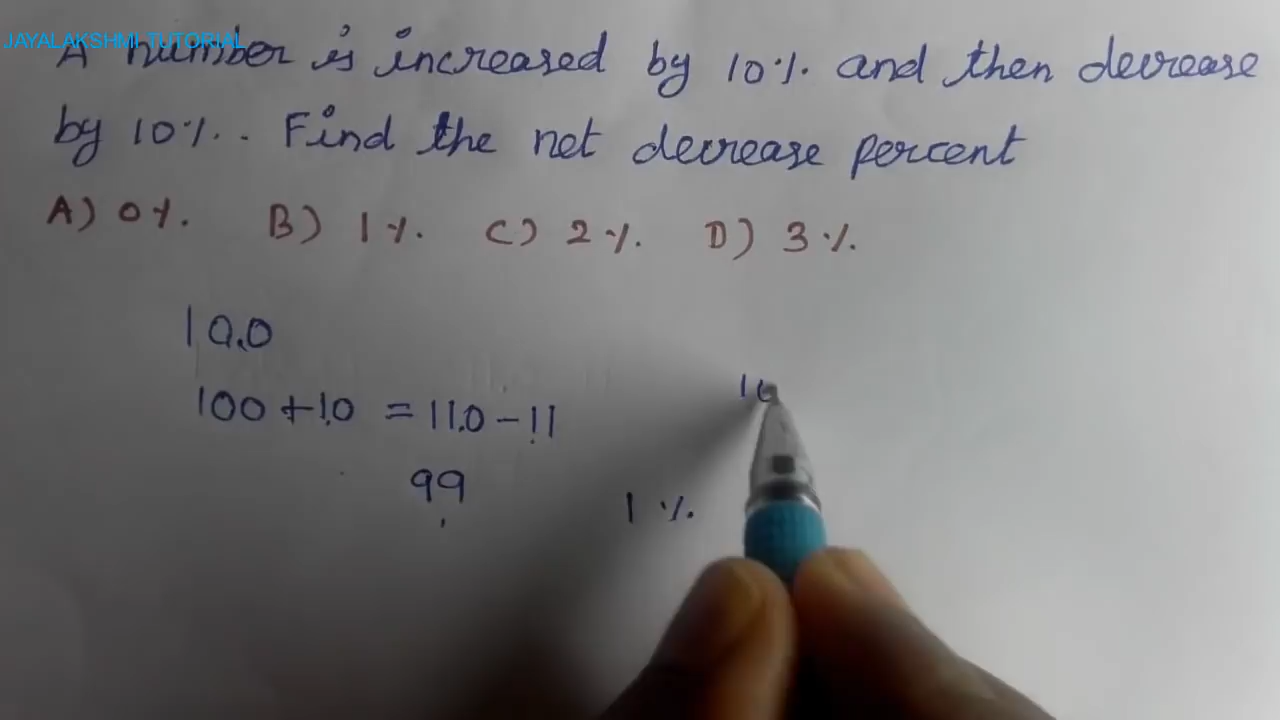 JAYALAKSHMI TUTORIAL
A number is increased by 10%. and then decrease
by 10%. Find the net decrease percent
A) 0%. B) 1%. C) 2%. D) 3%.
100
100 + 10 = 110 - 11
99
1%